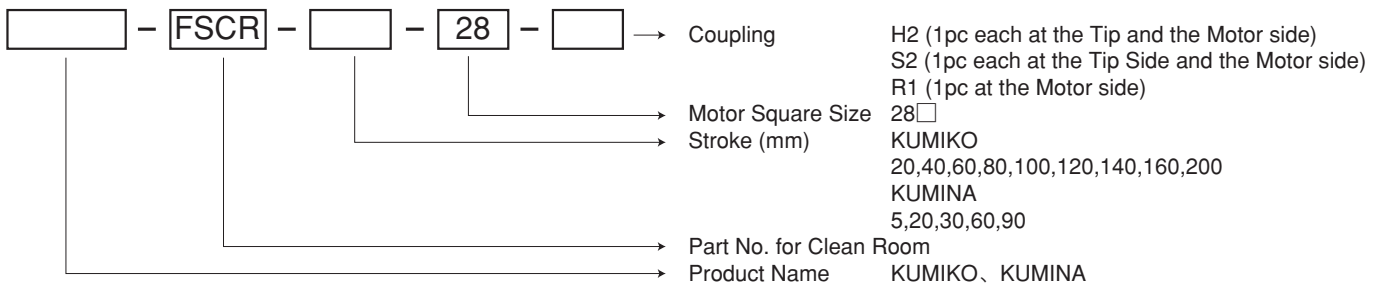 – FSCR – – 28 –
Coupling H2 (1pc each at the Tip and the Motor side)
S2 (1pc each at the Tip Side and the Motor side)
R1 (1pc at the Motor side)
Motor Square Size 28□
Stroke (mm) KUMIKO
20,40,60,80,100,120,140,160,200
KUMINA
5,20,30,60,90
Part No. for Clean Room
Product Name KUMIKO、KUMINA